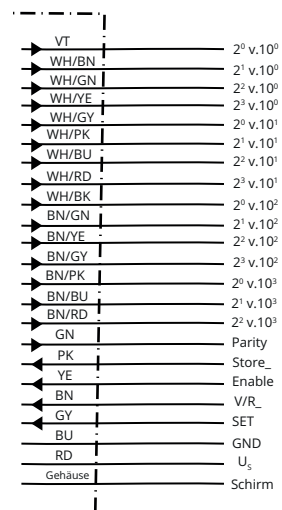 VT 2⁰ v.10⁰
WH/BN 2¹ v.10⁰
WH/GN 2² v.10⁰
WH/YE 2³ v.10⁰
WH/GY 2⁰ v.10¹
WH/PK 2¹ v.10¹
WH/BU 2² v.10¹
WH/RD 2³ v.10¹
WH/BK 2⁰ v.10²
BN/GN 2¹ v.10²
BN/YE 2² v.10²
BN/GY 2³ v.10²
BN/PK 2⁰ v.10³
BN/BU 2¹ v.10³
BN/RD 2² v.10³
GN Parity
PK Store_
YE Enable
BN V/R_
GY SET
BU GND
RD Uₛ
Gehäuse Schirm